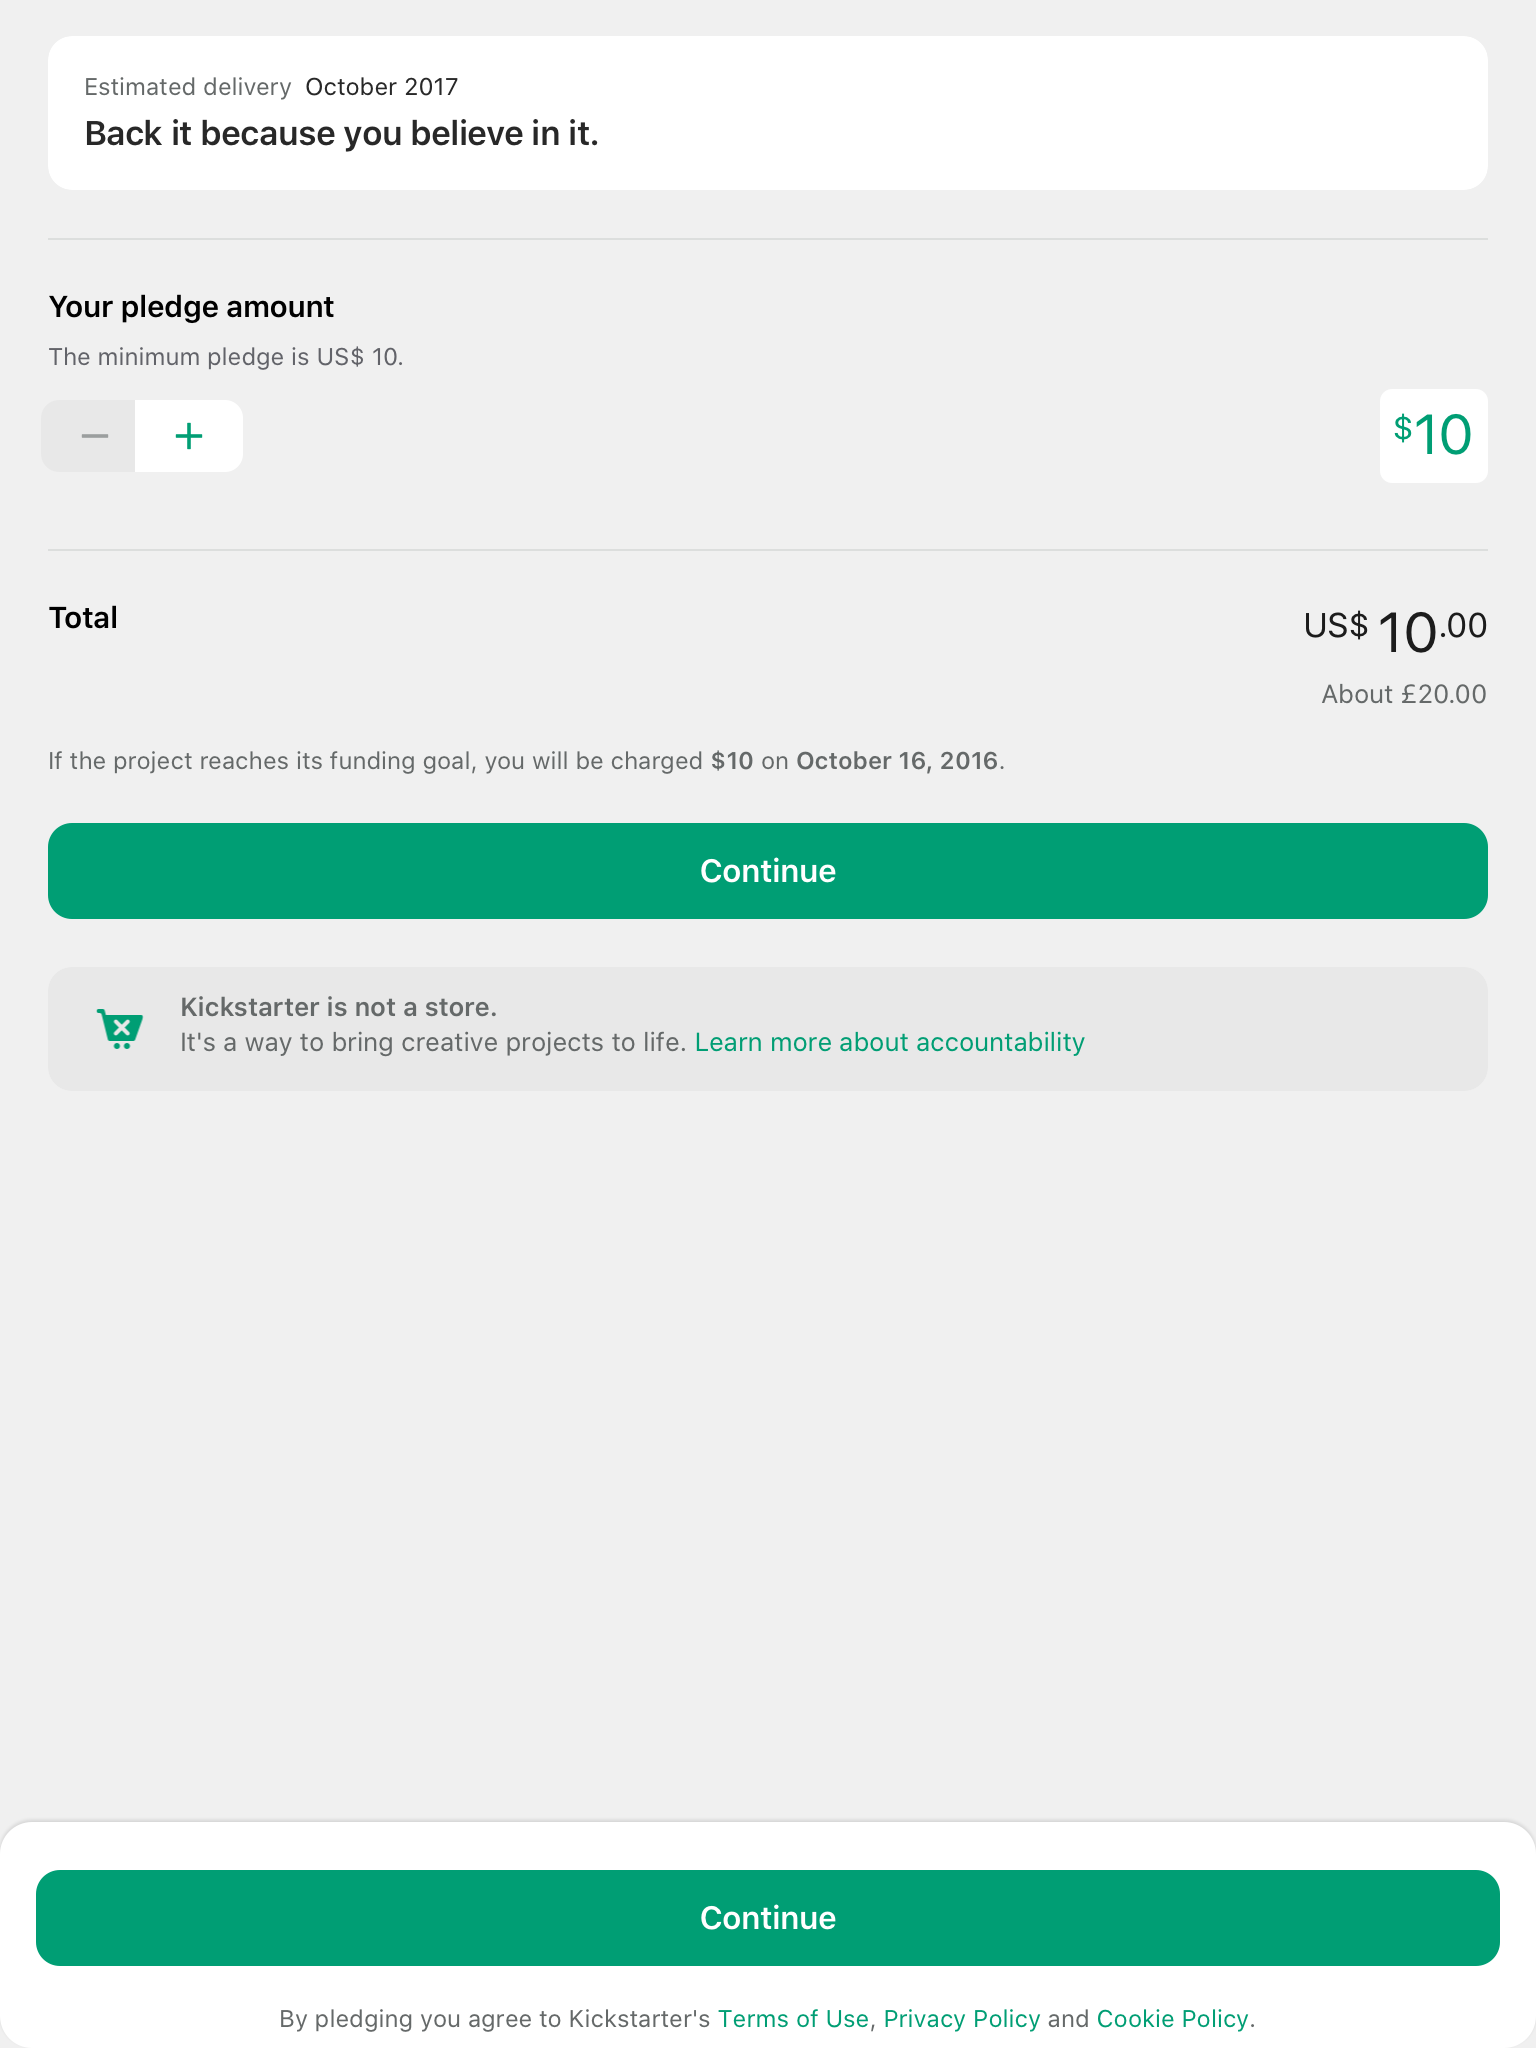 Estimated delivery October 2017
Back it because you believe in it.
Your pledge amount
The minimum pledge is US$ 10.
− +
$10
Total
US$ 10.00
About £20.00
If the project reaches its funding goal, you will be charged $10 on October 16, 2016.
Continue
Kickstarter is not a store.
It's a way to bring creative projects to life. Learn more about accountability
Continue
By pledging you agree to Kickstarter's Terms of Use, Privacy Policy and Cookie Policy.